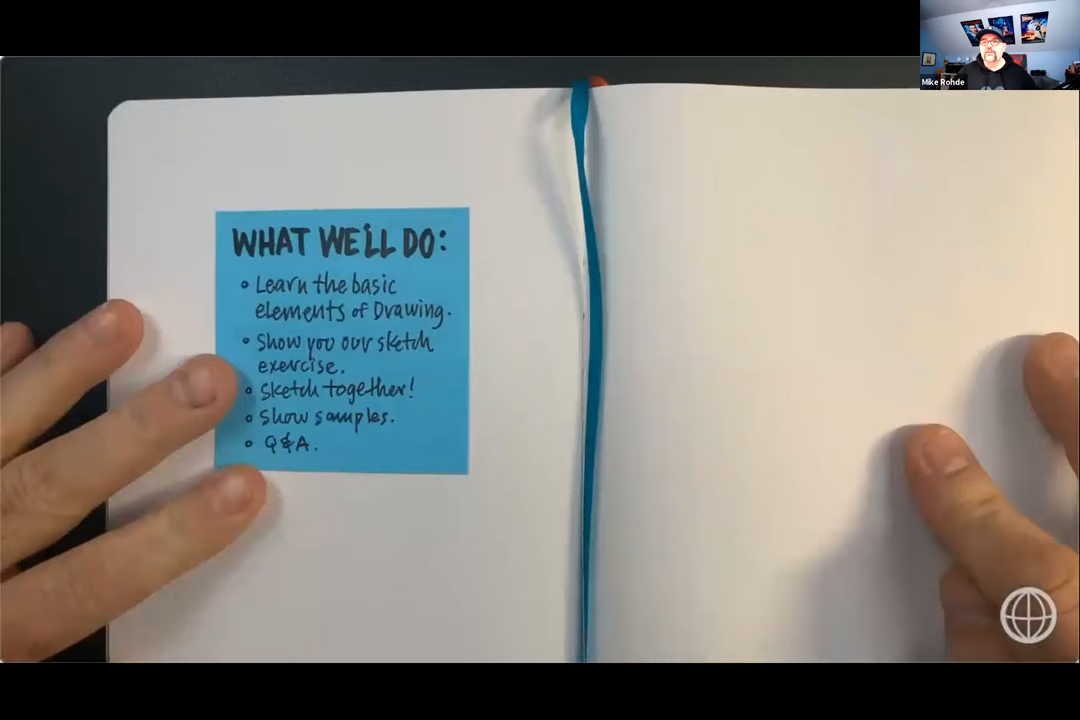 WHAT WE'LL DO:
• Learn the basic
elements of Drawing.
• Show you our sketch
exercise.
• Sketch together!
• Show samples.
• Q&A.
Mike Rohde